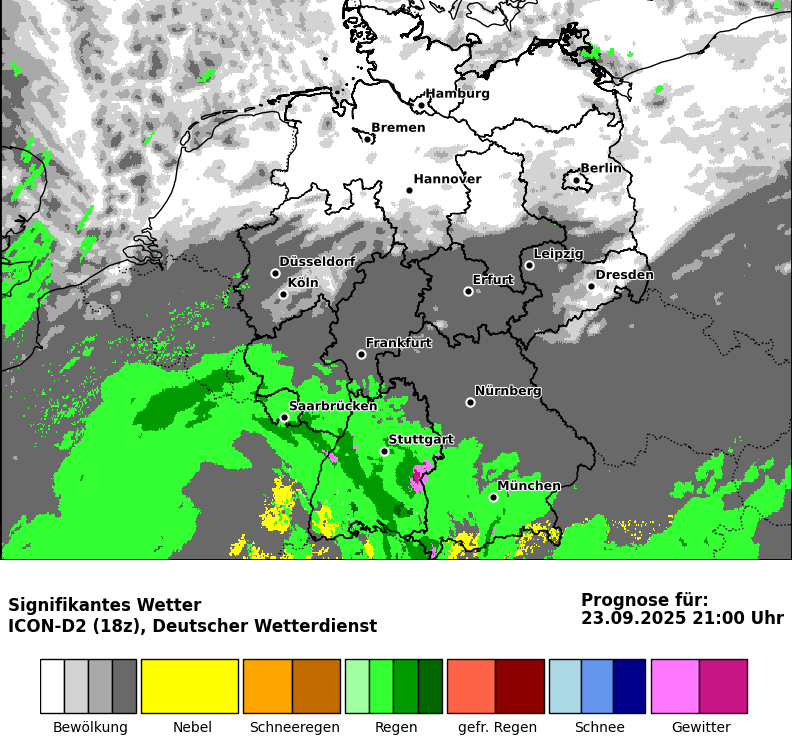 Hamburg
Bremen
Berlin
Hannover
Düsseldorf
Leipzig
Köln
Erfurt
Dresden
Frankfurt
Nürnberg
Saarbrücken
Stuttgart
München
Signifikantes Wetter
ICON-D2 (18z), Deutscher Wetterdienst
Prognose für:
23.09.2025 21:00 Uhr
Bewölkung Nebel Schneeregen Regen gefr. Regen Schnee Gewitter